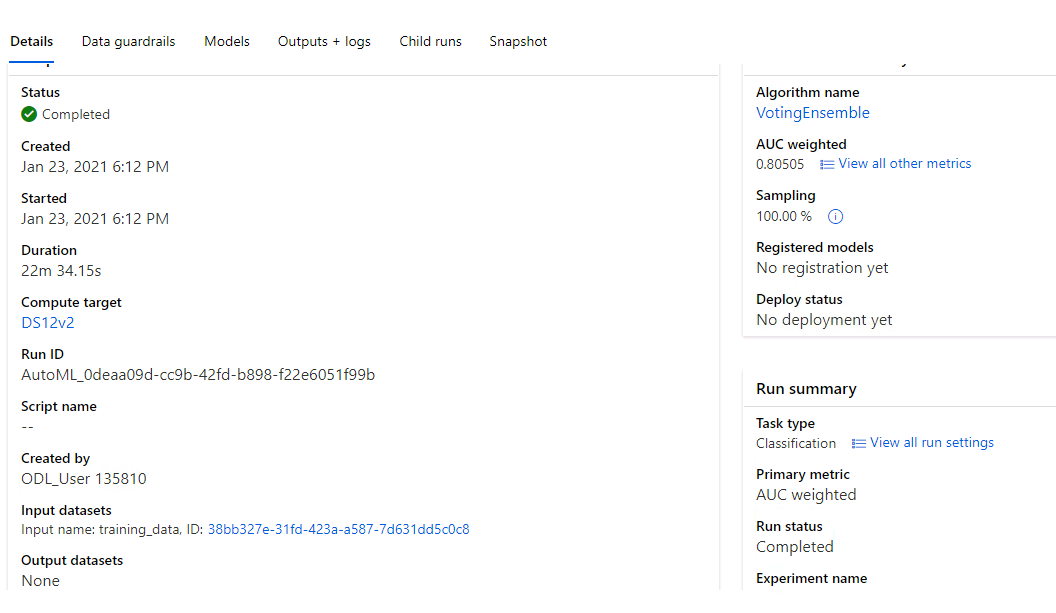 Details Data guardrails Models Outputs + logs Child runs Snapshot
Status
Completed
Created
Jan 23, 2021 6:12 PM
Started
Jan 23, 2021 6:12 PM
Duration
22m 34.15s
Compute target
DS12v2
Run ID
AutoML_0deaa09d-cc9b-42fd-b898-f22e6051f99b
Script name
--
Created by
ODL_User 135810
Input datasets
Input name: training_data, ID: 38bb327e-31fd-423a-a587-7d631dd5c0c8
Output datasets
None
Algorithm name
VotingEnsemble
AUC weighted
0.80505 View all other metrics
Sampling
100.00 %
Registered models
No registration yet
Deploy status
No deployment yet
Run summary
Task type
Classification View all run settings
Primary metric
AUC weighted
Run status
Completed
Experiment name